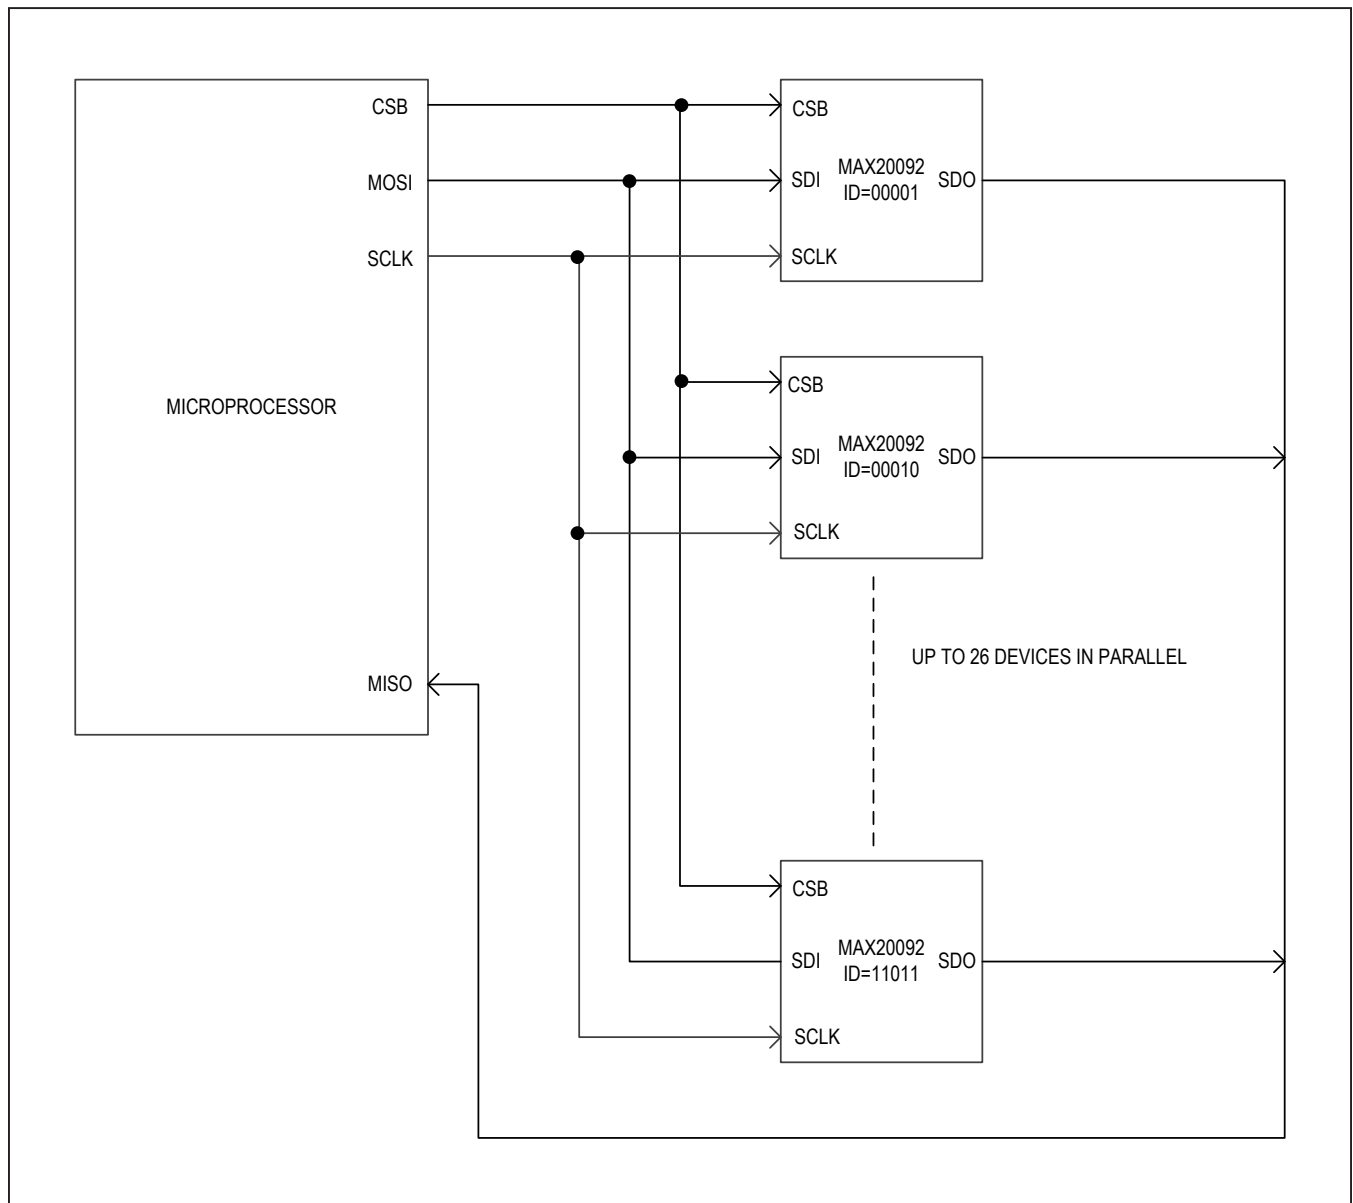 CSB
MOSI
SCLK
MICROPROCESSOR
MISO
CSB
SDI
MAX20092
ID=00001
SDO
SCLK
CSB
SDI
MAX20092
ID=00010
SDO
SCLK
UP TO 26 DEVICES IN PARALLEL
CSB
SDI
MAX20092
ID=11011
SDO
SCLK